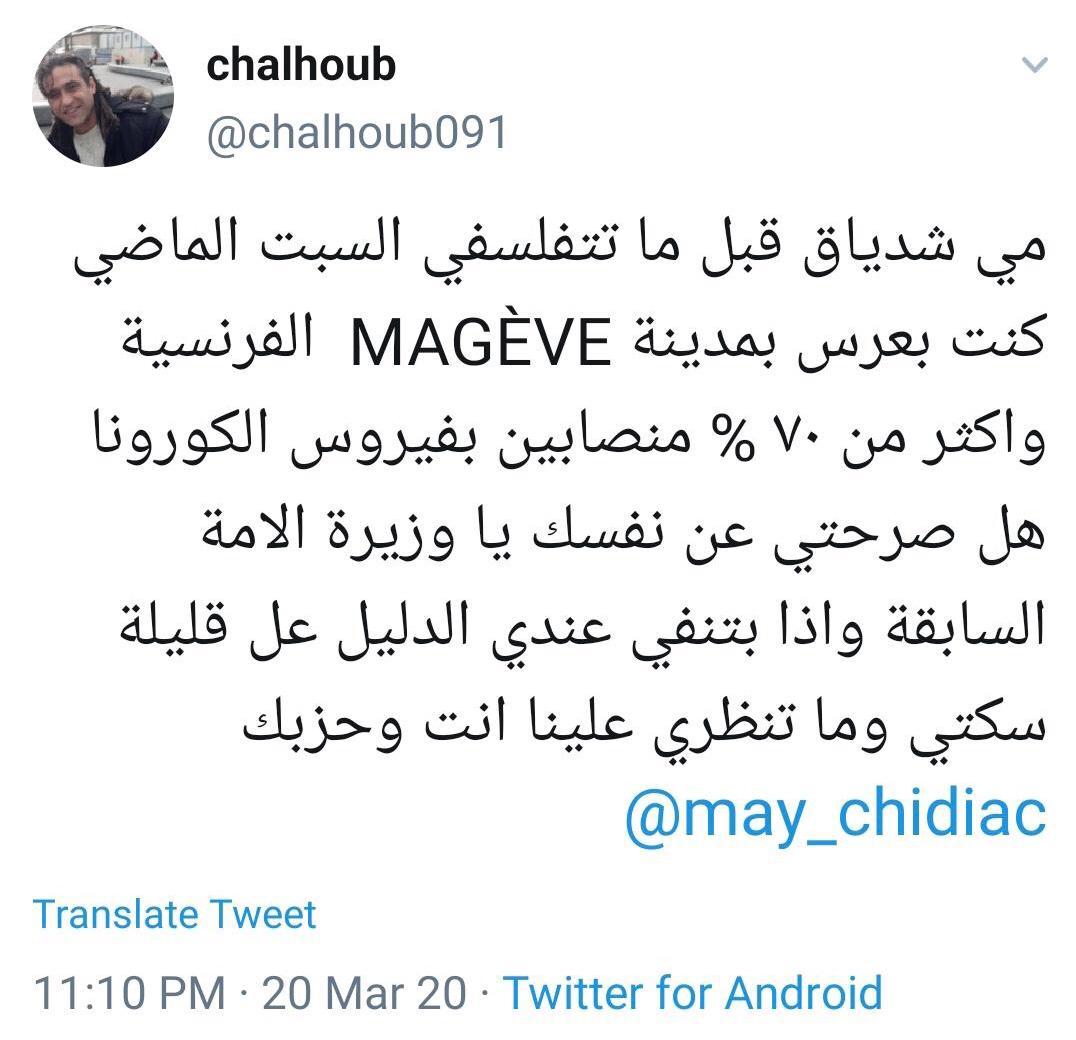 chalhoub
@chalhoub091
مي شدياق قبل ما تتفلسفي السبت الماضي
كنت بعرس بمدينة MAGÈVE الفرنسية
واكثر من ٧٠ % منصابين بفيروس الكورونا
هل صرحتي عن نفسك يا وزيرة الامة
السابقة واذا بتنفي عندي الدليل عل قليلة
سكتي وما تنظري علينا انت وحزبك
@may_chidiac
Translate Tweet
11:10 PM · 20 Mar 20 · Twitter for Android